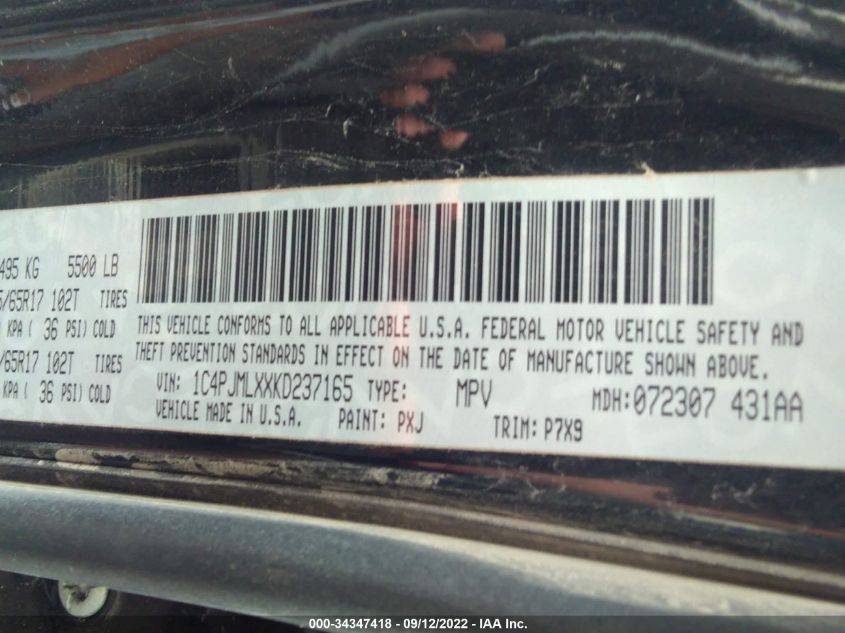 495 KG 5500 LB
/65R17 102T TIRES
KPA ( 36 PSI) COLD
/65R17 102T TIRES
KPA ( 36 PSI) COLD
THIS VEHICLE CONFORMS TO ALL APPLICABLE U.S.A. FEDERAL MOTOR VEHICLE SAFETY AND
THEFT PREVENTION STANDARDS IN EFFECT ON THE DATE OF MANUFACTURE SHOWN ABOVE.
VIN: 1C4PJMLXXKD237165 TYPE: MPV MDH:072307 431AA
VEHICLE MADE IN U.S.A. PAINT: PXJ TRIM: P7X9
000-34347418 - 09/12/2022 - IAA Inc.